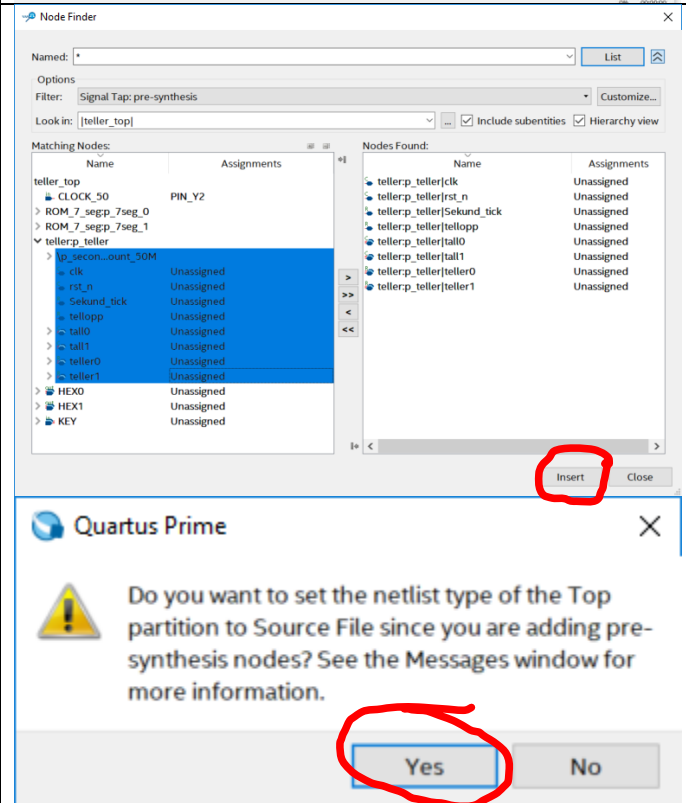 Node Finder
Named: *
List
Options
Filter: Signal Tap: pre-synthesis
Customize...
Look in: |teller_top|
... Include subentities Hierarchy view
Matching Nodes:
Name Assignments
teller_top
CLOCK_50 PIN_Y2
ROM_7_seg:p_7seg_0
ROM_7_seg:p_7seg_1
teller:p_teller
\p_secon...ount_50M
clk Unassigned
rst_n Unassigned
Sekund_tick Unassigned
tellopp Unassigned
tall0 Unassigned
tall1 Unassigned
teller0 Unassigned
teller1 Unassigned
HEX0 Unassigned
HEX1 Unassigned
KEY Unassigned
>
>>
<
<<
Nodes Found:
Name Assignments
teller:p_teller|clk Unassigned
teller:p_teller|rst_n Unassigned
teller:p_teller|Sekund_tick Unassigned
teller:p_teller|tellopp Unassigned
teller:p_teller|tall0 Unassigned
teller:p_teller|tall1 Unassigned
teller:p_teller|teller0 Unassigned
teller:p_teller|teller1 Unassigned
Insert Close
Quartus Prime
Do you want to set the netlist type of the Top
partition to Source File since you are adding pre-
synthesis nodes? See the Messages window for
more information.
Yes No